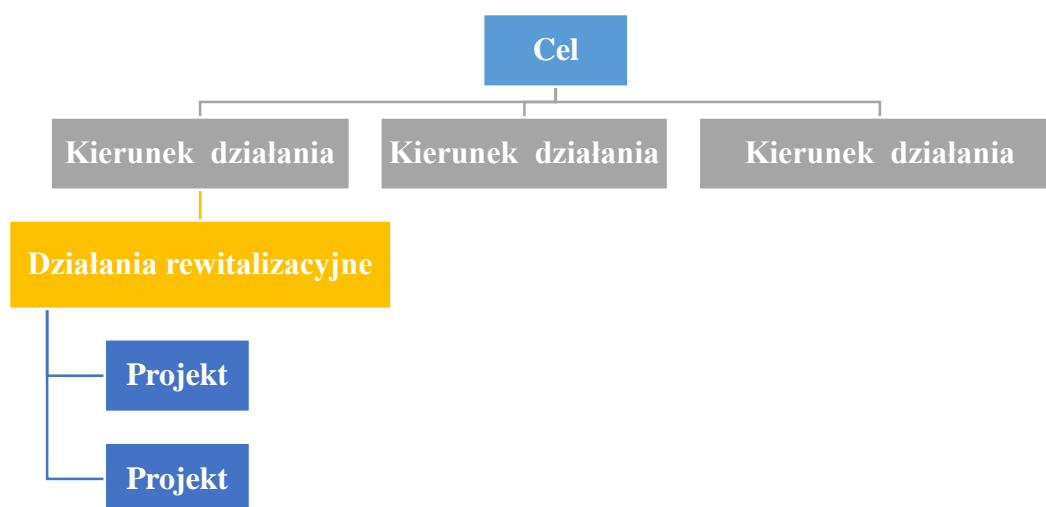 Cel
Kierunek działania
Kierunek działania
Kierunek działania
Działania rewitalizacyjne
Projekt
Projekt